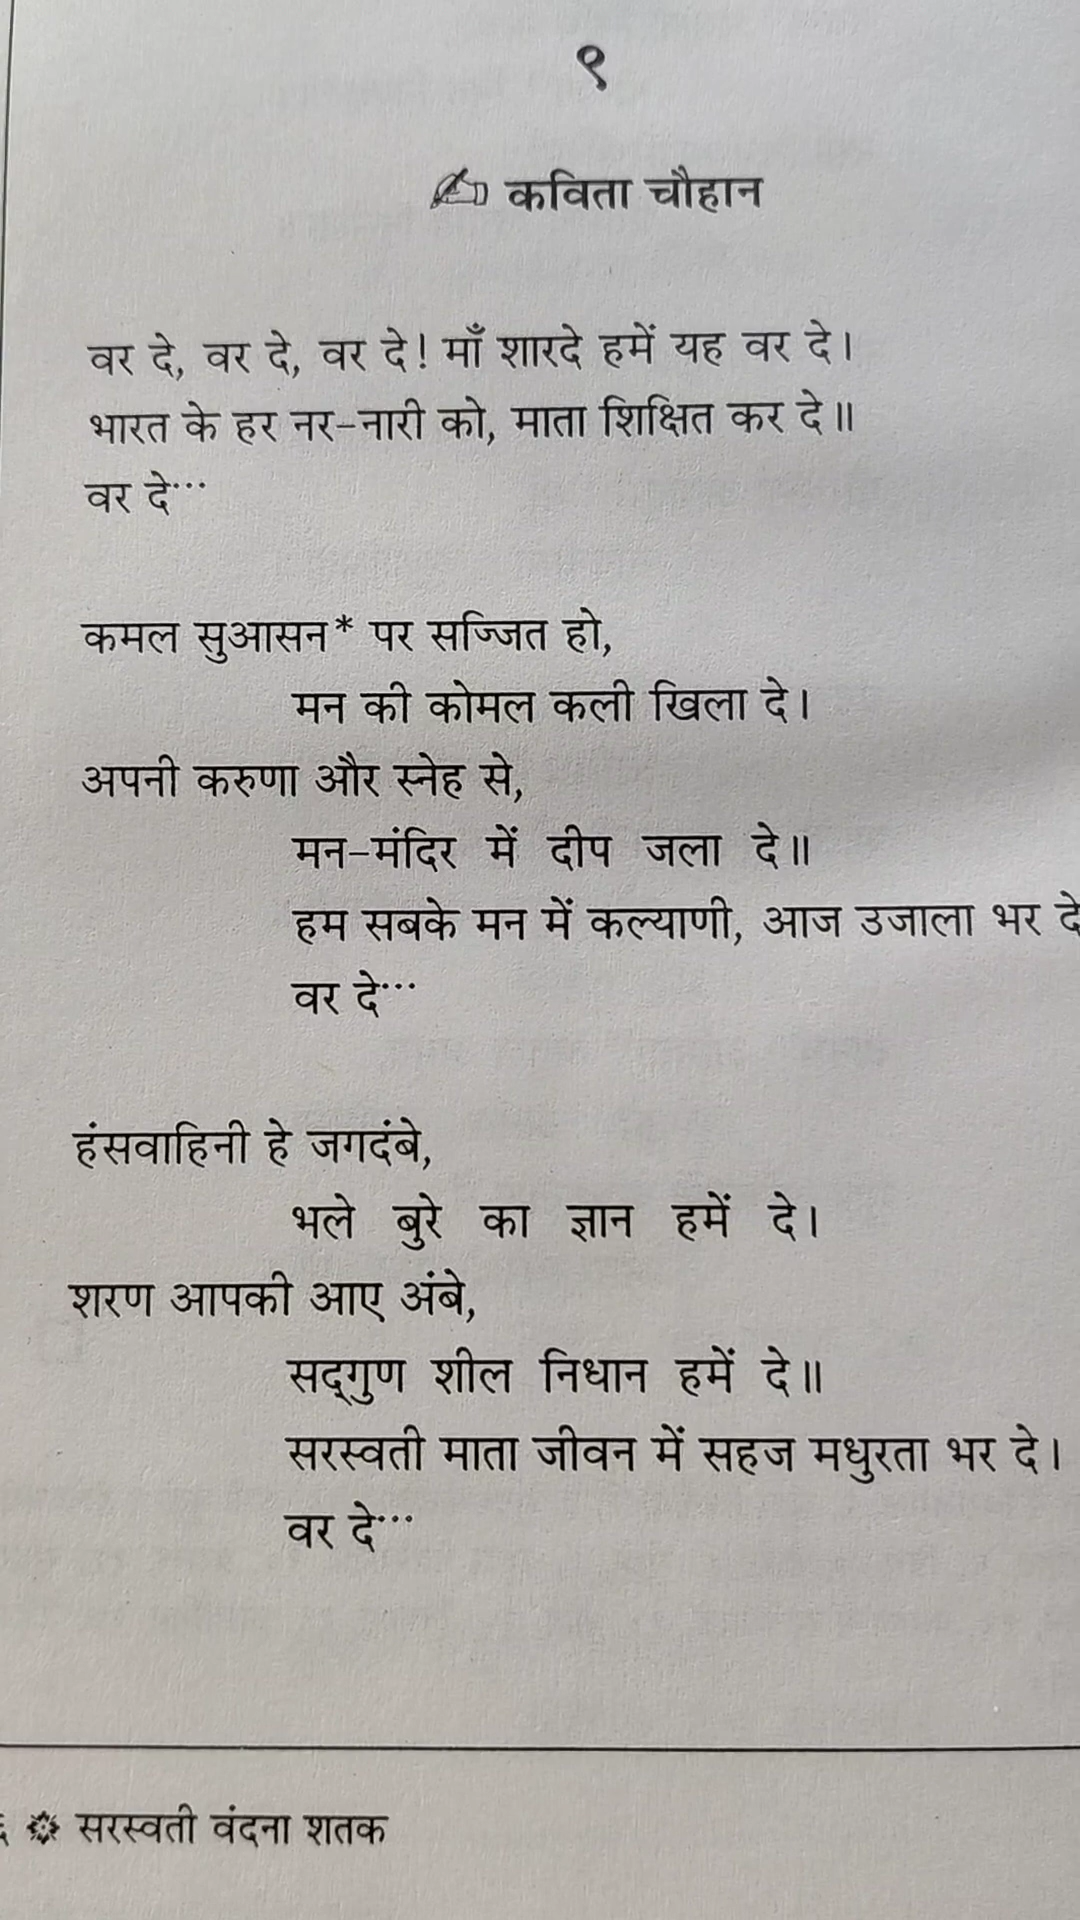 ९
कविता चौहान
वर दे, वर दे, वर दे! माँ शारदे हमें यह वर दे।
भारत के हर नर-नारी को, माता शिक्षित कर दे॥
वर दे...
कमल सुआसन* पर सज्जित हो,
मन की कोमल कली खिला दे।
अपनी करुणा और स्नेह से,
मन-मंदिर में दीप जला दे॥
हम सबके मन में कल्याणी, आज उजाला भर दे
वर दे...
हंसवाहिनी हे जगदंबे,
भले बुरे का ज्ञान हमें दे।
शरण आपकी आए अंबे,
सद्‌गुण शील निधान हमें दे॥
सरस्वती माता जीवन में सहज मधुरता भर दे।
वर दे...
सरस्वती वंदना शतक